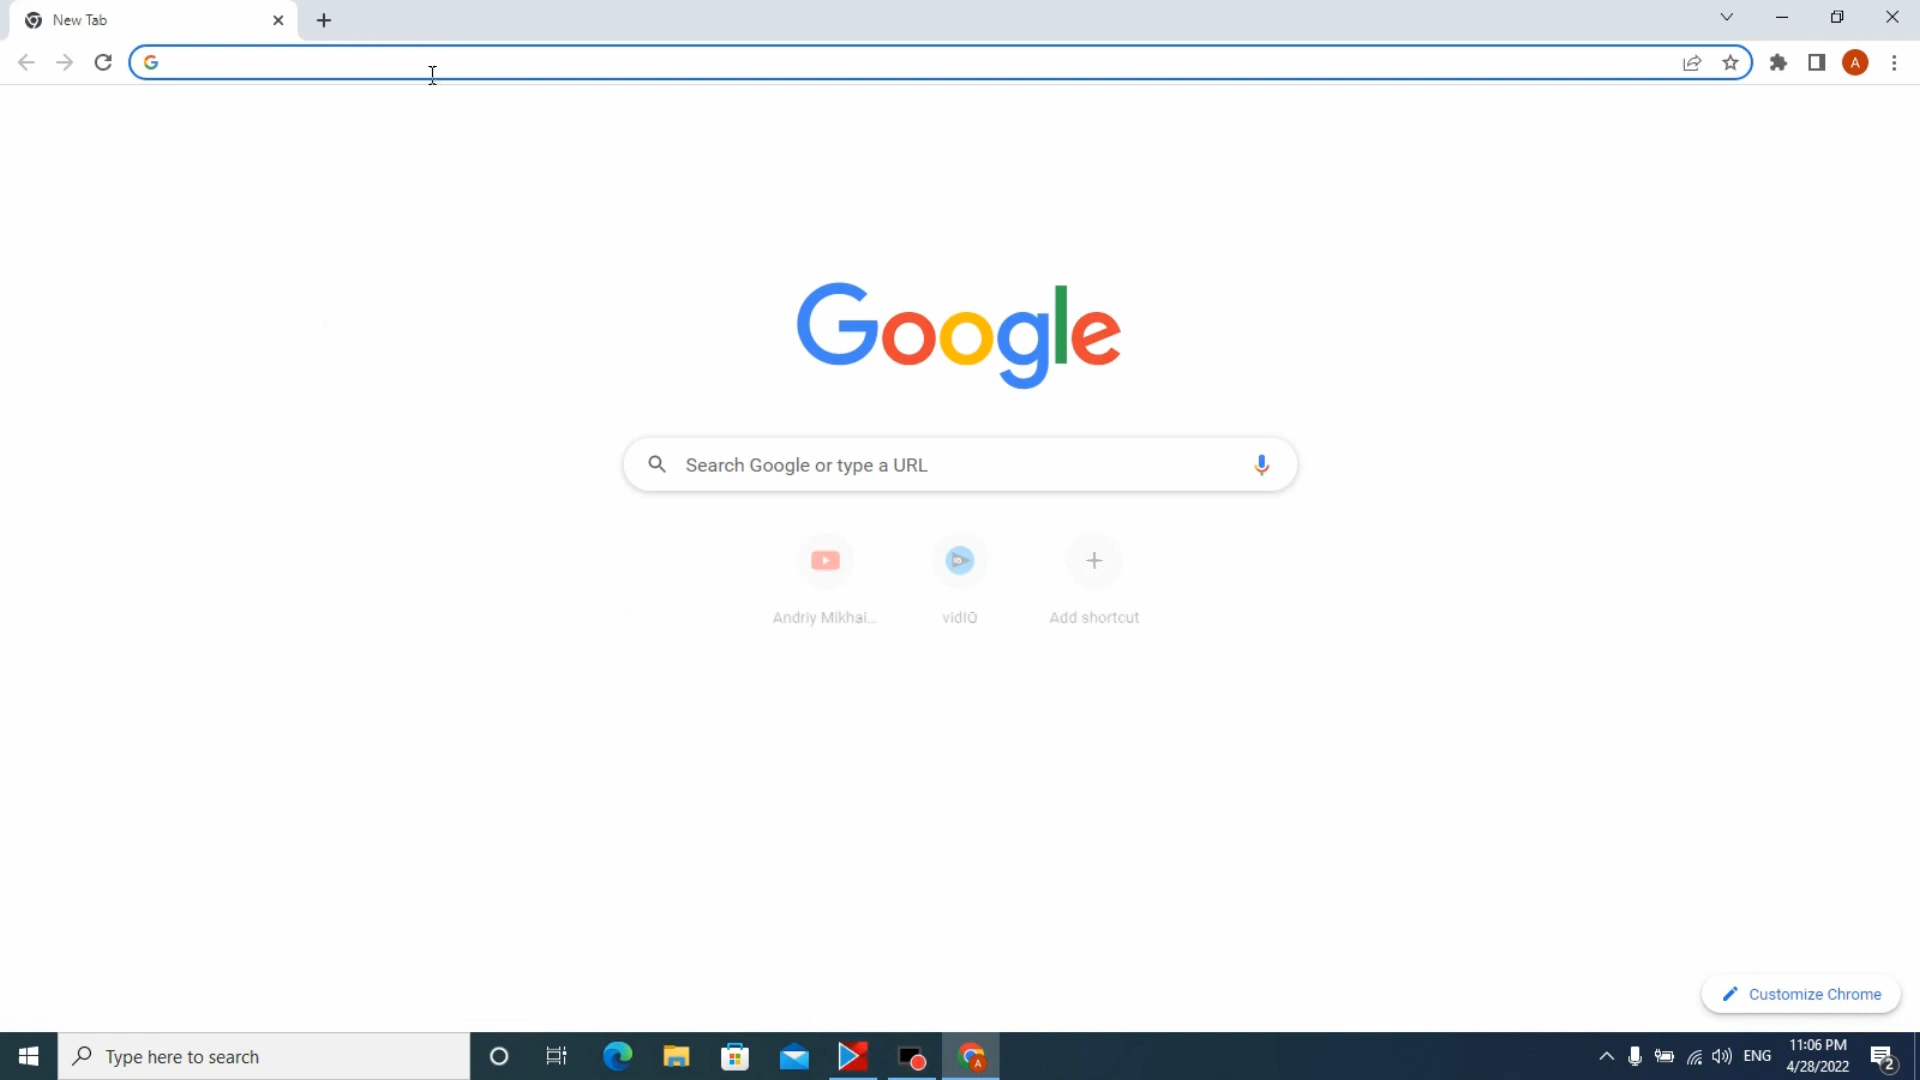 New Tab
Google
Search Google or type a URL
Andriy Mikhai...
vidIQ
Add shortcut
Customize Chrome
Type here to search
A
ENG
11:06 PM
4/28/2022
2